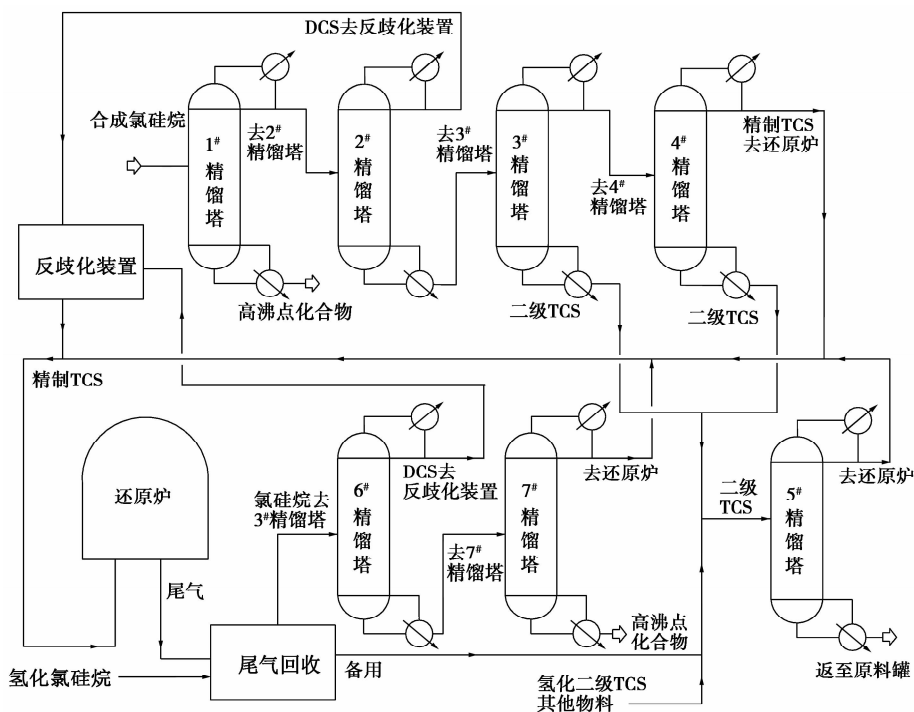 DCS去反歧化装置
合成氯硅烷
1#
精
馏
塔
去2#
精馏塔
2#
精
馏
塔
去3#
精馏塔
3#
精
馏
塔
去4#
精馏塔
4#
精
馏
塔
精制TCS
去还原炉
反歧化装置
高沸点化合物
二级TCS
二级TCS
精制TCS
还原炉
尾气
氯硅烷去
3#精馏塔
6#
精
馏
塔
DCS去
反歧化装置
去7#
精馏塔
7#
精
馏
塔
去还原炉
高沸点
化合物
二级
TCS
5#
精
馏
塔
去还原炉
返至原料罐
氢化氯硅烷
尾气回收
备用
氢化二级TCS
其他物料